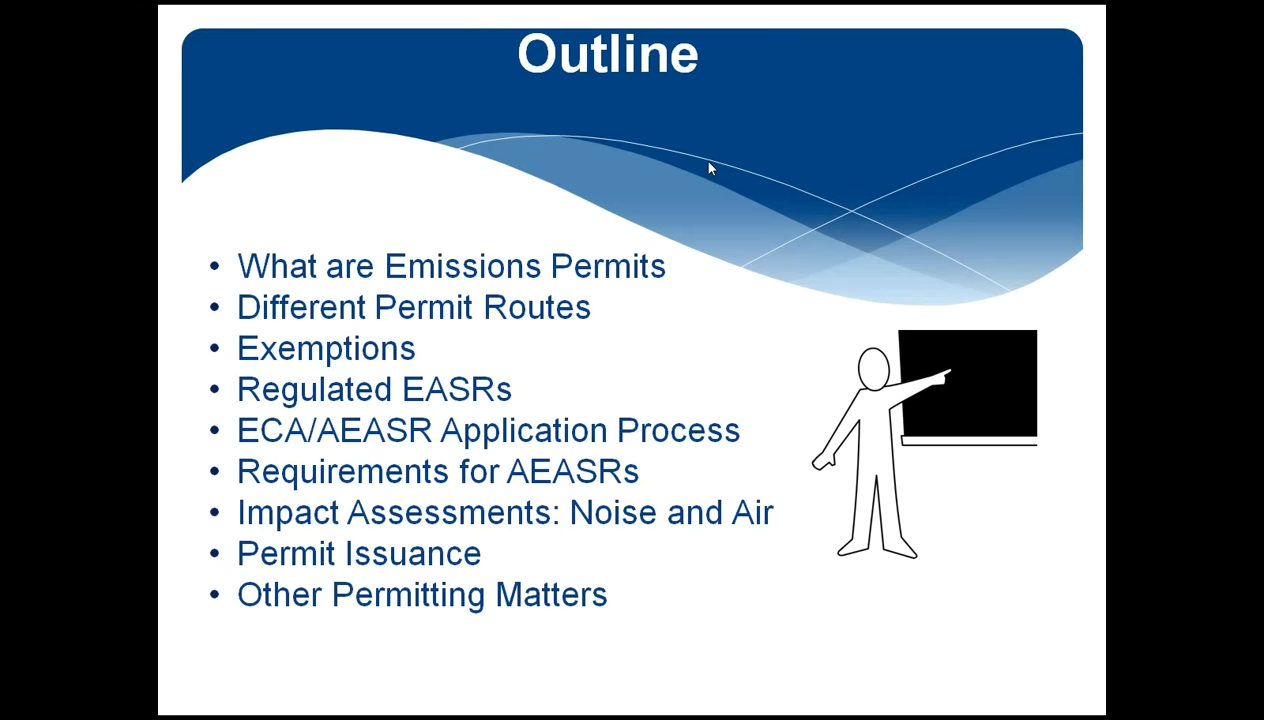 Outline
• What are Emissions Permits
• Different Permit Routes
• Exemptions
• Regulated EASRs
• ECA/AEASR Application Process
• Requirements for AEASRs
• Impact Assessments: Noise and Air
• Permit Issuance
• Other Permitting Matters